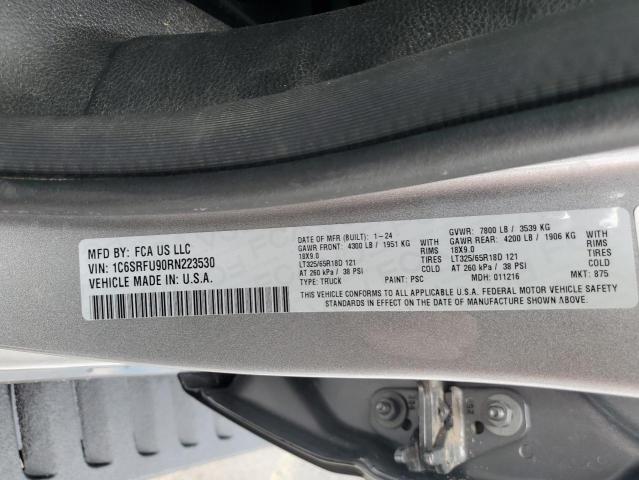 MFD BY: FCA US LLC
VIN: 1C6SRFU90RN223530
VEHICLE MADE IN: U.S.A.
DATE OF MFR (BUILT): 1-24 GVWR: 7800 LB / 3539 KG
GAWR FRONT: 4300 LB / 1951 KG WITH GAWR REAR: 4200 LB / 1906 KG WITH
18X9.0 RIMS 18X9.0 RIMS
LT325/65R18D 121 TIRES LT325/65R18D 121 TIRES
AT 260 kPa / 38 PSI COLD AT 260 kPa / 38 PSI COLD
TYPE: TRUCK PAINT: PSC MDH: 011216 MKT: 875
THIS VEHICLE CONFORMS TO ALL APPLICABLE U.S.A. FEDERAL MOTOR VEHICLE SAFETY
STANDARDS IN EFFECT ON THE DATE OF MANUFACTURE SHOWN ABOVE.